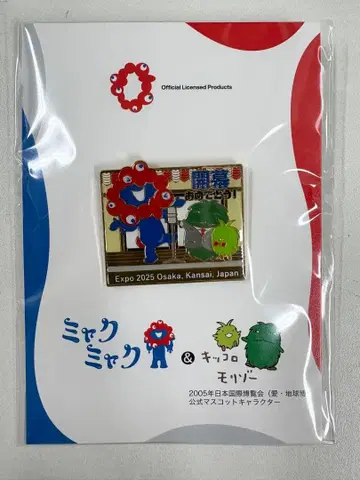 Official Licensed Products
開幕
おめでとう!
Expo 2025 Osaka, Kansai, Japan
ミャク
ミャク
&
キッコロ
モリゾー
2005年日本国際博覧会（愛・地球博
公式マスコットキャラクター